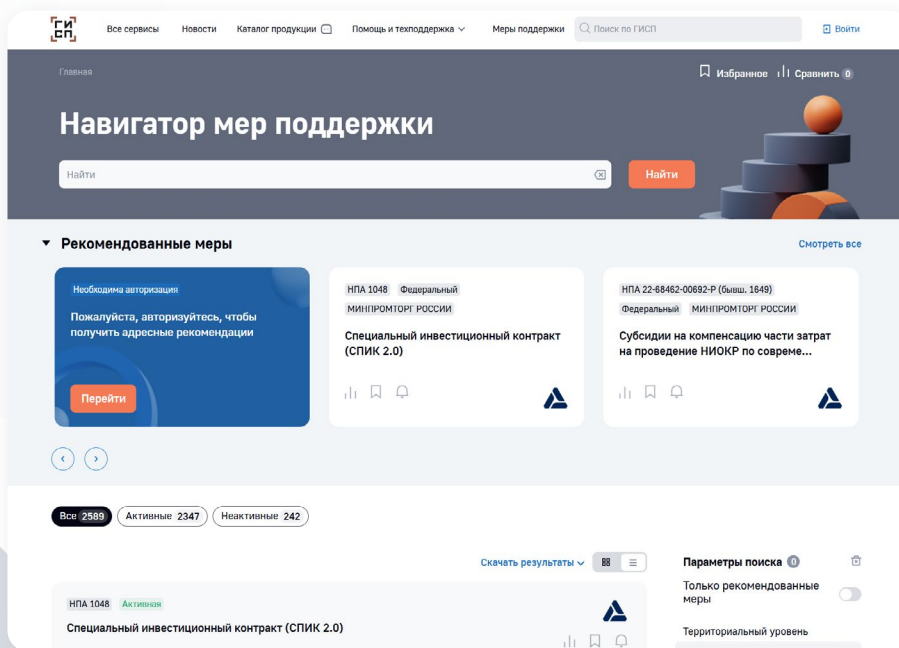 ГИСП
Все сервисы Новости Каталог продукции Помощь и техподдержка Меры поддержки Поиск по ГИСП Войти
Главная
Избранное Сравнить 0
Навигатор мер поддержки
Найти Найти
Рекомендованные меры Смотреть все
Необходима авторизация
Пожалуйста, авторизуйтесь, чтобы
получить адресные рекомендации
Перейти
НПА 1048 Федеральный
МИНПРОМТОРГ РОССИИ
Специальный инвестиционный контракт
(СПИК 2.0)
НПА 22-68462-00692-Р (бывш. 1649)
Федеральный МИНПРОМТОРГ РОССИИ
Субсидии на компенсацию части затрат
на проведение НИОКР по совреме...
Все 2589 Активные 2347 Неактивные 242
Скачать результаты
Параметры поиска 0
Только рекомендованные
меры
Территориальный уровень
НПА 1048 Активная
Специальный инвестиционный контракт (СПИК 2.0)